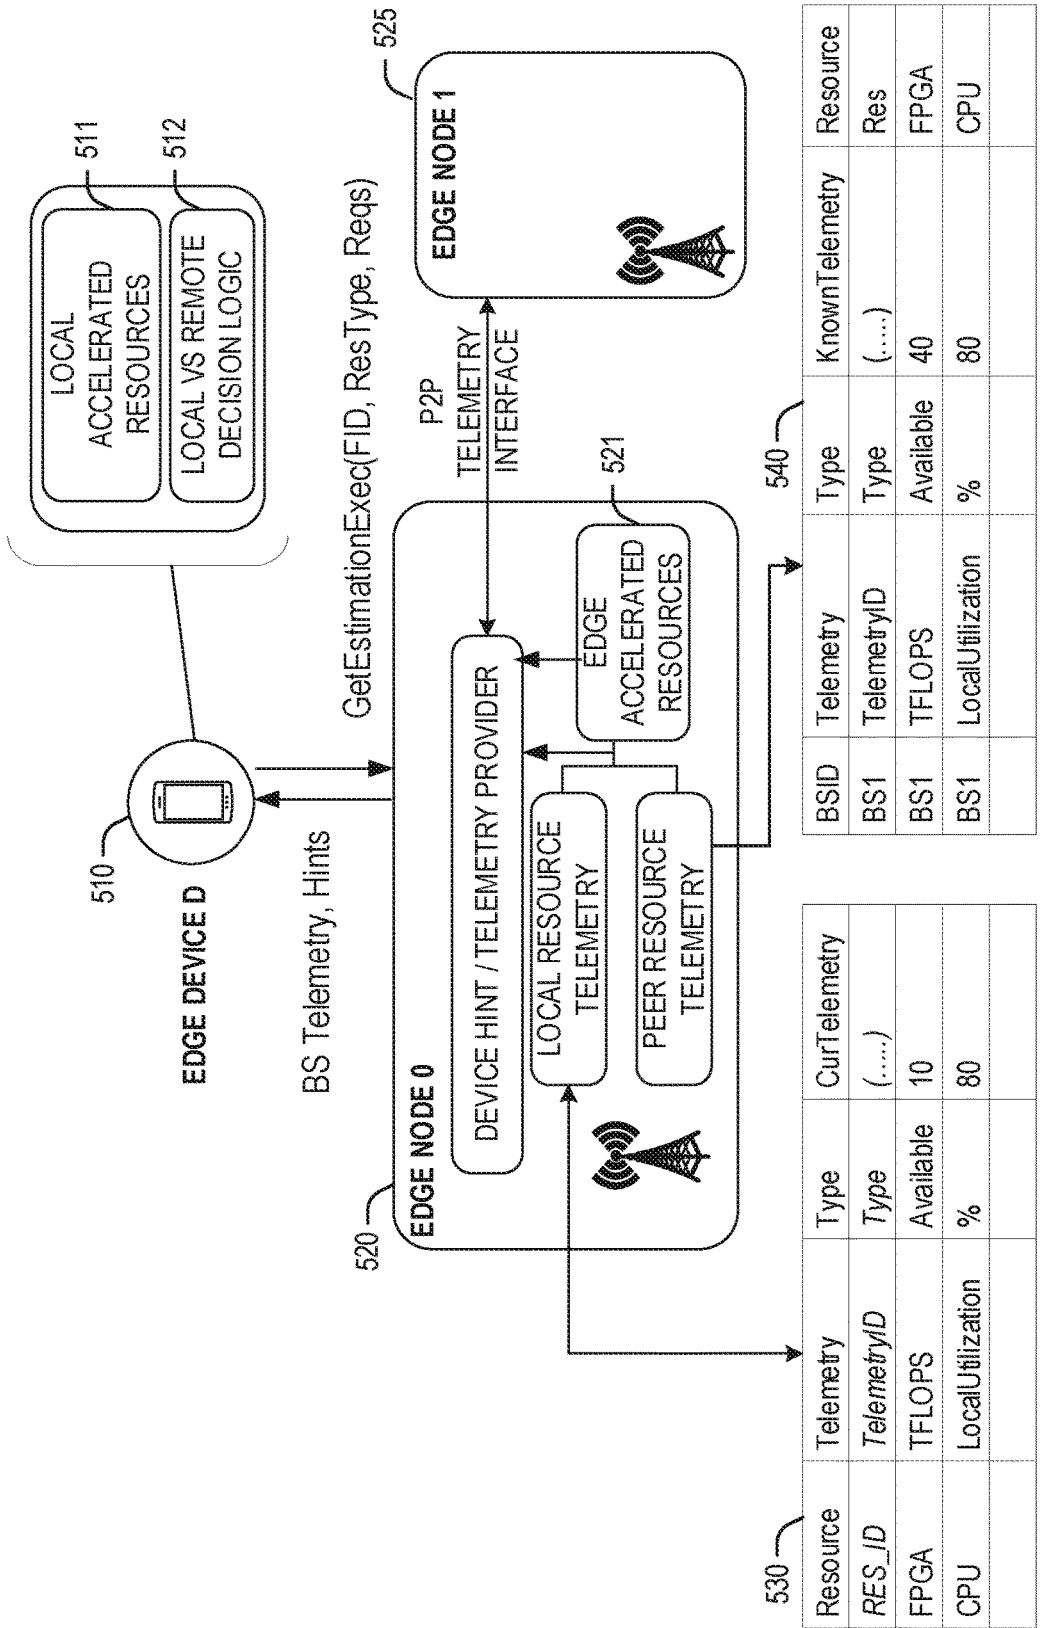 LOCAL
ACCELERATED
RESOURCES
511
LOCAL VS REMOTE
DECISION LOGIC
512
510
EDGE DEVICE D
BS Telemetry, Hints
GetEstimationExec(FID, ResType, Reqs)
520
EDGE NODE 0
DEVICE HINT / TELEMETRY PROVIDER
LOCAL RESOURCE
TELEMETRY
PEER RESOURCE
TELEMETRY
EDGE
ACCELERATED
RESOURCES
521
P2P
TELEMETRY
INTERFACE
525
EDGE NODE 1
530
Resource Telemetry Type CurTelemetry
RES_ID TelemetryID Type (.....)
FPGA TFLOPS Available 10
CPU LocalUtilization % 80
540
BSID Telemetry Type KnownTelemetry Resource
BS1 TelemetryID Type (.....) Res
BS1 TFLOPS Available 40 FPGA
BS1 LocalUtilization % 80 CPU